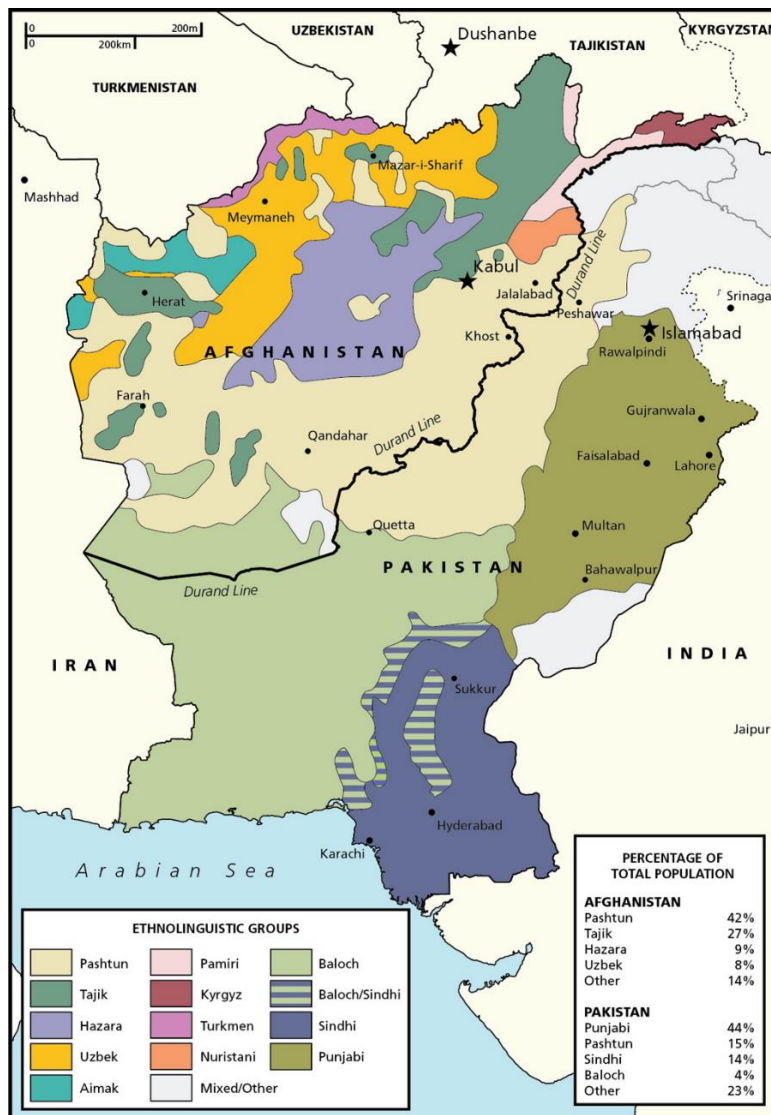 0 200m
0 200km
UZBEKISTAN
Dushanbe
TAJIKISTAN
KYRGYZSTAN
TURKMENISTAN
Mashhad
Mazar-i-Sharif
Meymaneh
Herat
Kabul
Jalalabad
Durand Line
Peshawar
Srinaga
Islamabad
Rawalpindi
Khost
AFGHANISTAN
Farah
Qandahar
Durand Line
Gujranwala
Faisalabad
Lahore
Quetta
Multan
PAKISTAN
Bahawalpur
Durand Line
IRAN
INDIA
Sukkur
Jaipur
Hyderabad
Karachi
Arabian Sea
ETHNOLINGUISTIC GROUPS
Pashtun
Tajik
Hazara
Uzbek
Aimak
Pamiri
Kyrgyz
Turkmen
Nuristani
Mixed/Other
Baloch
Baloch/Sindhi
Sindhi
Punjabi
PERCENTAGE OF
TOTAL POPULATION
AFGHANISTAN
Pashtun 42%
Tajik 27%
Hazara 9%
Uzbek 8%
Other 14%
PAKISTAN
Punjabi 44%
Pashtun 15%
Sindhi 14%
Baloch 4%
Other 23%